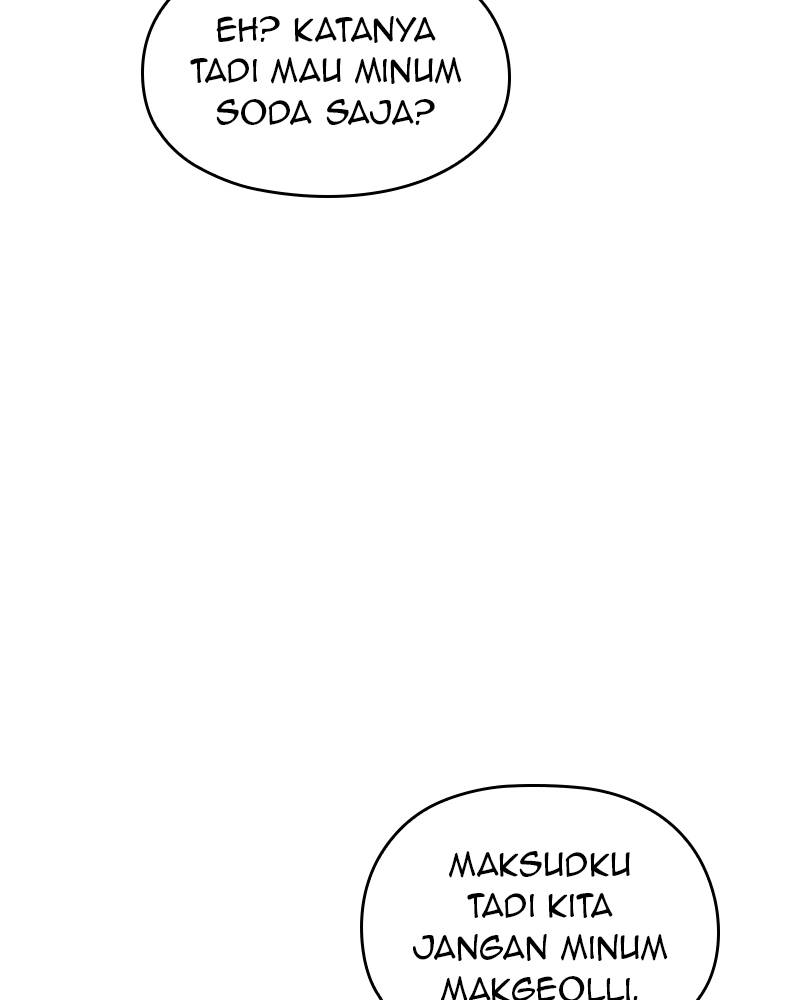 EH? KATANYA
TADI MAU MINUM
SODA SAJA?
MAKSUDKU
TADI KITA
JANGAN MINUM
MAKGEOLLI.